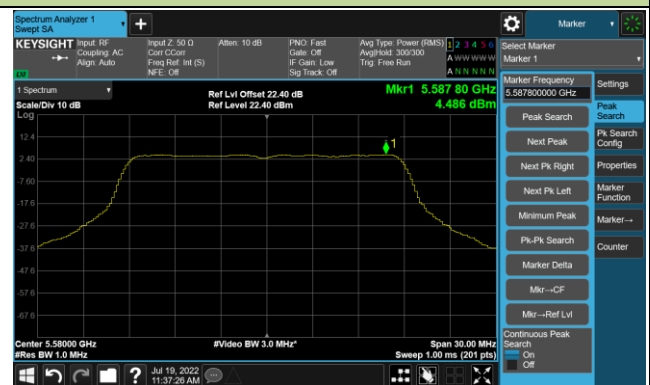 Spectrum Analyzer 1
Swept SA
Marker
KEYSIGHT
Input: RF
Coupling: AC
Align: Auto
Input Z: 50 Ω
Corr CCorr
Freq Ref: Int (S)
NFE: Off
Atten: 10 dB
PNO: Fast
Gate: Off
IF Gain: Low
Sig Track: Off
Avg Type: Power (RMS)
Avg|Hold: 300/300
Trig: Free Run
1 2 3 4 5 6
A W W W W W
A N N N N N
LXI
Select Marker
Marker 1
1 Spectrum
Scale/Div 10 dB
Log
Ref Lvl Offset 22.40 dB
Ref Level 22.40 dBm
Mkr1 5.587 80 GHz
4.486 dBm
12.4
2.40
-7.60
-17.6
-27.6
-37.6
-47.6
-57.6
-67.6
1
Center 5.58000 GHz
#Res BW 1.0 MHz
#Video BW 3.0 MHz*
Span 30.00 MHz
Sweep 1.00 ms (201 pts)
Marker Frequency
5.587800000 GHz
Peak Search
Next Peak
Next Pk Right
Next Pk Left
Minimum Peak
Pk-Pk Search
Marker Delta
Mkr→CF
Mkr→Ref Lvl
Continuous Peak
Search
On
Off
Settings
Peak
Search
Pk Search
Config
Properties
Marker
Function
Marker→
Counter
Jul 19, 2022
11:37:26 AM